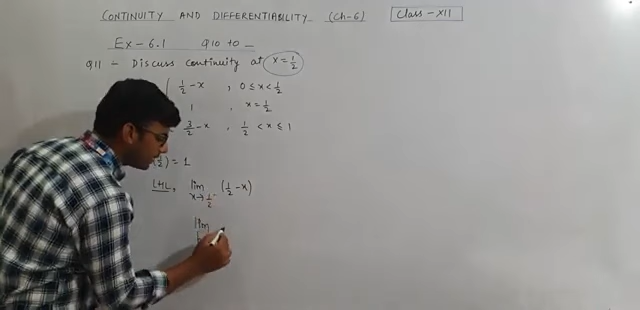 CONTINUITY AND DIFFERENTIABILITY (Ch-6) Class-XII
Ex-6.1 Q10 to
Q11 - Discuss continuity at x = 1/2
1/2 - x , 0 ≤ x < 1/2
1 , x = 1/2
3/2 - x , 1/2 < x ≤ 1
(1/2) = 1
LHL, lim x→1/2⁻ (1/2 - x)
lim